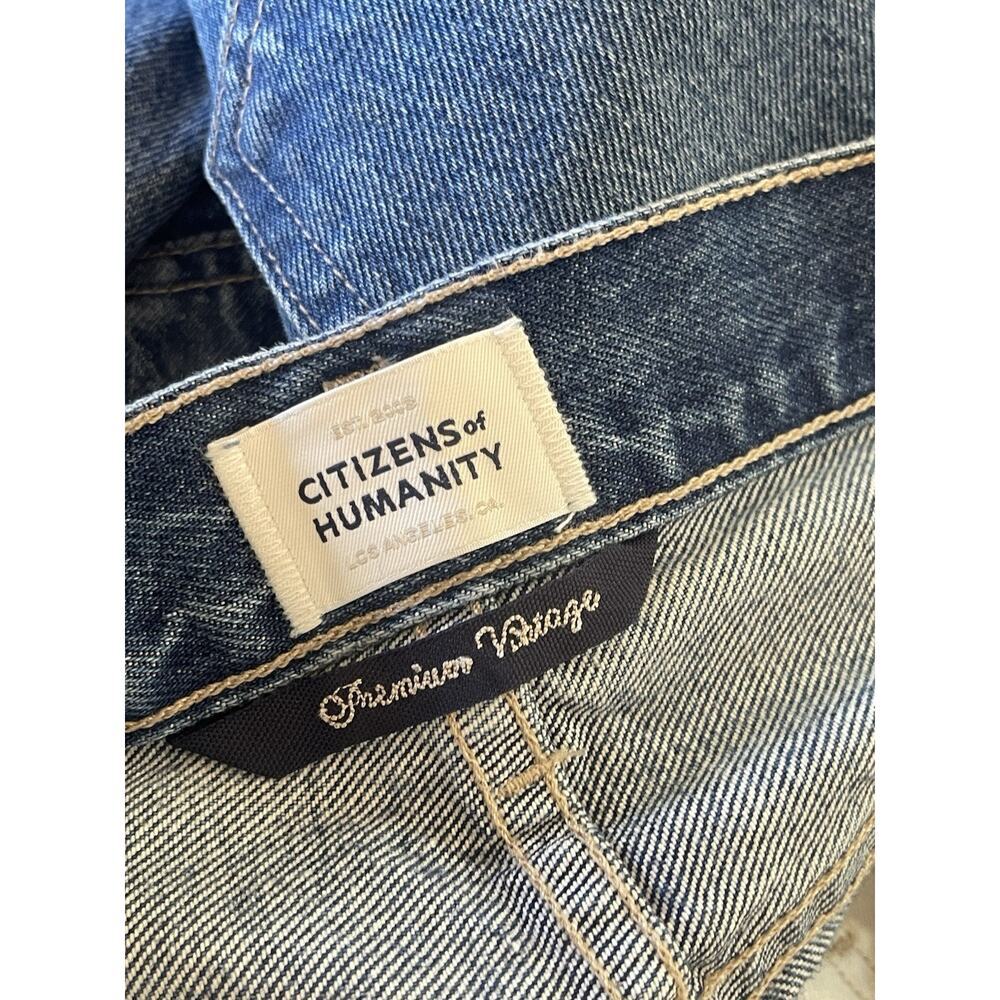 EST. 2003
CITIZENS of
HUMANITY
LOS ANGELES, CA.
Premium Vintage